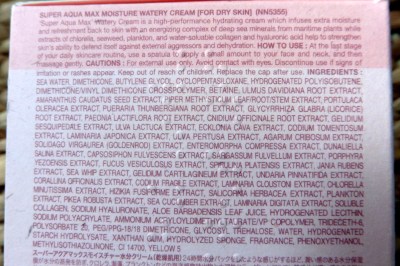 SUPER AQUA MAX MOISTURE WATERY CREAM [FOR DRY SKIN] (NN5355)
"Super Aqua Max" Watery Cream is a high-performance hydrating cream which infuses extra moisture
and refreshment back to skin with an energizing complex of deep sea minerals, from maritime plants while
extracts of chlorella, seaweed, plankton, and water-soluable collagen and hyaluronic acid help to strengthen
skin's ability to defend itself against external aggressors and dehydration. HOW TO USE: At the last stage
of your daily skincare routine, use a spatula to apply a small amount to your face and neck, and then
massage gently. CAUTIONS: For external use only. Avoid contact with eyes. Discontinue use if signs of
irritation or rashes appear. Keep out of reach of children. Replace the cap after use. INGREDIENTS:
SEA WATER, DIMETHICONE, BUTYLENE GLYCOL, CYCLOPENTASILOXANE, HYDROGENATED POLYISOBUTENE,
DIMETHICONE/VINYL DIMETHICONE CROSSPOLYMER, BETAINE, ULMUS DAVIDIANA ROOT EXTRACT,
AMARANTHUS CAUDATUS SEED EXTRACT, PIPER METHYSTICUM LEAF/ROOT/STEM EXTRACT, PORTULACA
OLERACEA EXTRACT, PUERARIA THUNBERGIANA ROOT EXTRACT, GLYCYRRHIZA GLABRA (LICORICE)
ROOT EXTRACT, PAEONIA LACTIFLORA ROOT EXTRACT, CNIDIUM OFFICINALE ROOT EXTRACT, GELIDIUM
SESQUIPEDALE EXTRACT, ULVA LACTUCA EXTRACT, ECKLONIA CAVA EXTRACT, CODIUM TOMENTOSUM
EXTRACT, LAMINARIA JAPONICA EXTRACT, ULVA PERTUSA EXTRACT, AGARUM CRIBOSUM EXTRACT,
SOLIDAGO VIRGAUREA (GOLDENROD) EXTRACT, ENTEROMORPHA COMPRESSA EXTRACT, DUNALIELLA
SALINA EXTRACT, CAPSOSIPHON FULVESCENS EXTRACT, SARGASSUM FULVELLUM EXTRACT, PORPHYRA
YEZOENSIS EXTRACT, FUCUS VESICULOSUS EXTRACT, SPIRULINA PLATENSIS EXTRACT, JANIA RUBENS
EXTRACT, SEA WHIP EXTRACT, GELIDIUM CARTILAGINEUM EXTRACT, UNDARIA PINNATIFIDA EXTRACT,
CORALLINA OFFICINALIS EXTRACT, CODIUM FRAGILE EXTRACT, LAMINARIA CLOUSTONI EXTRACT, CHLORELLA
MINUTISSIMA EXTRACT, HIZIKIA FUSIFORME EXTRACT, SALICORNIA HERBACEA EXTRACT, PLANKTON
EXTRACT, PIKEA ROBUSTA EXTRACT, SEA CUCUMBER EXTRACT, LAMINARIA DIGITATA EXTRACT, SOLUBLE
COLLAGEN, SODIUM HYALURONATE, ALOE BARBADENSIS LEAF JUICE, HYDROGENATED LECITHIN,
SODIUM POLYACRYLATE, AMMONIUM ACRYLOYLDIMETHYLTAURATE/VP COPOLYMER, TRIDECETH-6,
POLYSORBATE 20, PEG/PPG-18/18 DIMETHICONE, GLYCERYL, TREHALOSE, WATER, HYDROXYETHYL
STARCH HYDROLYSATE, XANTHAN GUM, HYDROLYZED SPONGE, FRAGRANCE, PHENOXYETHANOL,
METHYLISOTHIAZOLINONE, CI 14700, YELLOW 5
スーパーアクアマックスモイスチャー水分クリーム(乾燥肌用)